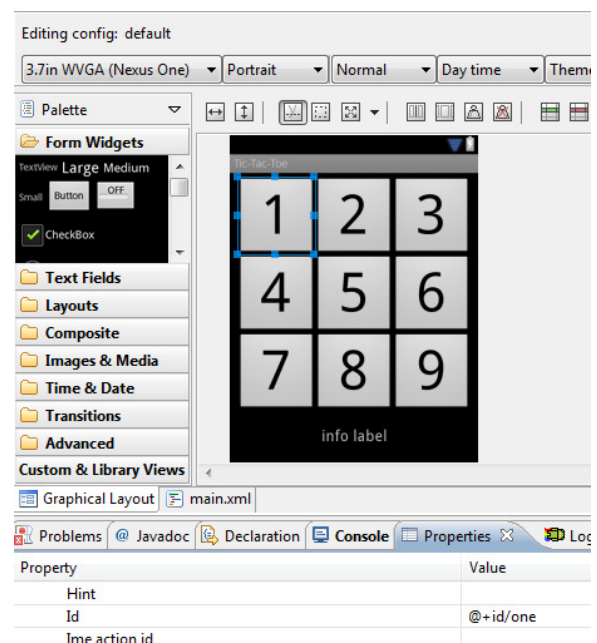 Editing config: default
3.7in WVGA (Nexus One) Portrait Normal Day time Theme
Palette
Form Widgets
TextView Large Medium
Small Button OFF
CheckBox
Text Fields
Layouts
Composite
Images & Media
Time & Date
Transitions
Advanced
Custom & Library Views
Tic-Tac-Toe
1 2 3
4 5 6
7 8 9
info label
Graphical Layout main.xml
Problems @ Javadoc Declaration Console Properties Log
Property Value
Hint
Id @+id/one
Ime action id